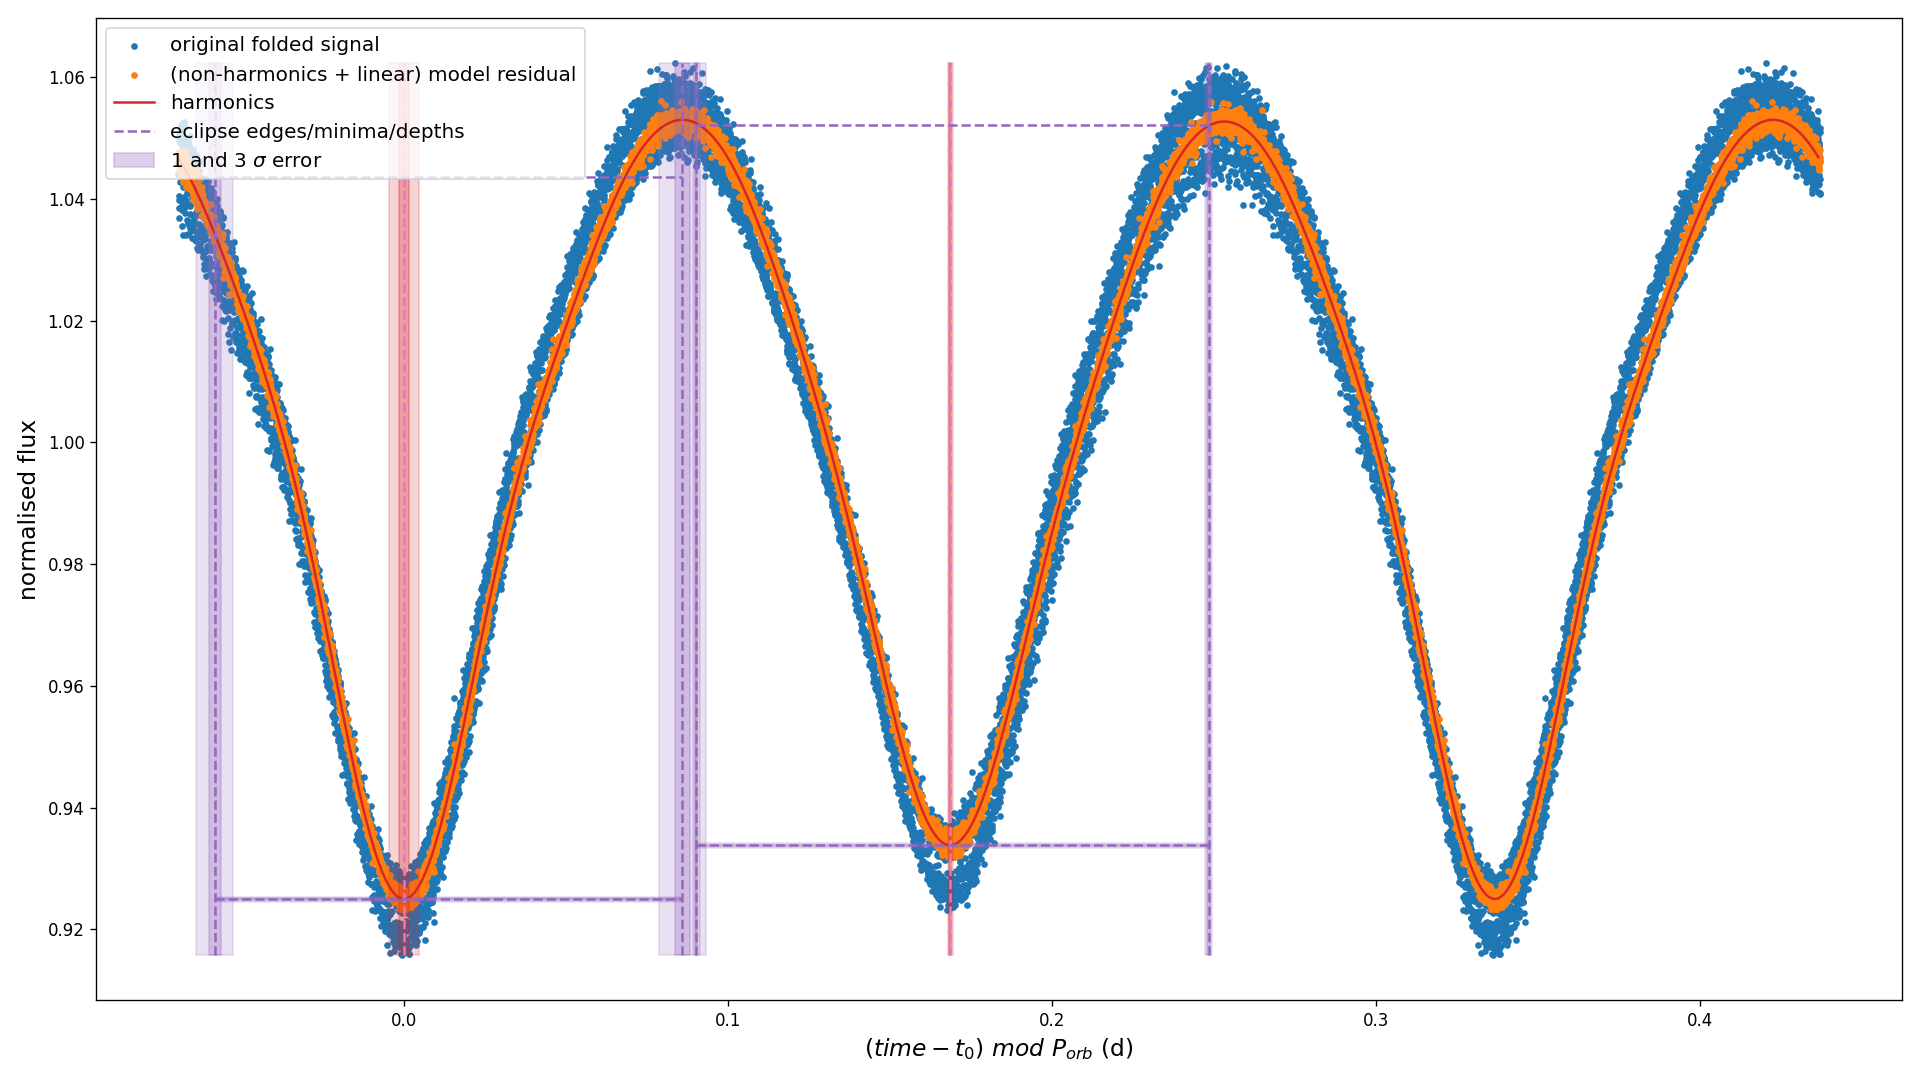 original folded signal
(non-harmonics + linear) model residual
harmonics
eclipse edges/minima/depths
1 and 3 σ error
normalised flux
1.06
1.04
1.02
1.00
0.98
0.96
0.94
0.92
0.0 0.1 0.2 0.3 0.4
(time − t₀) mod P_orb (d)